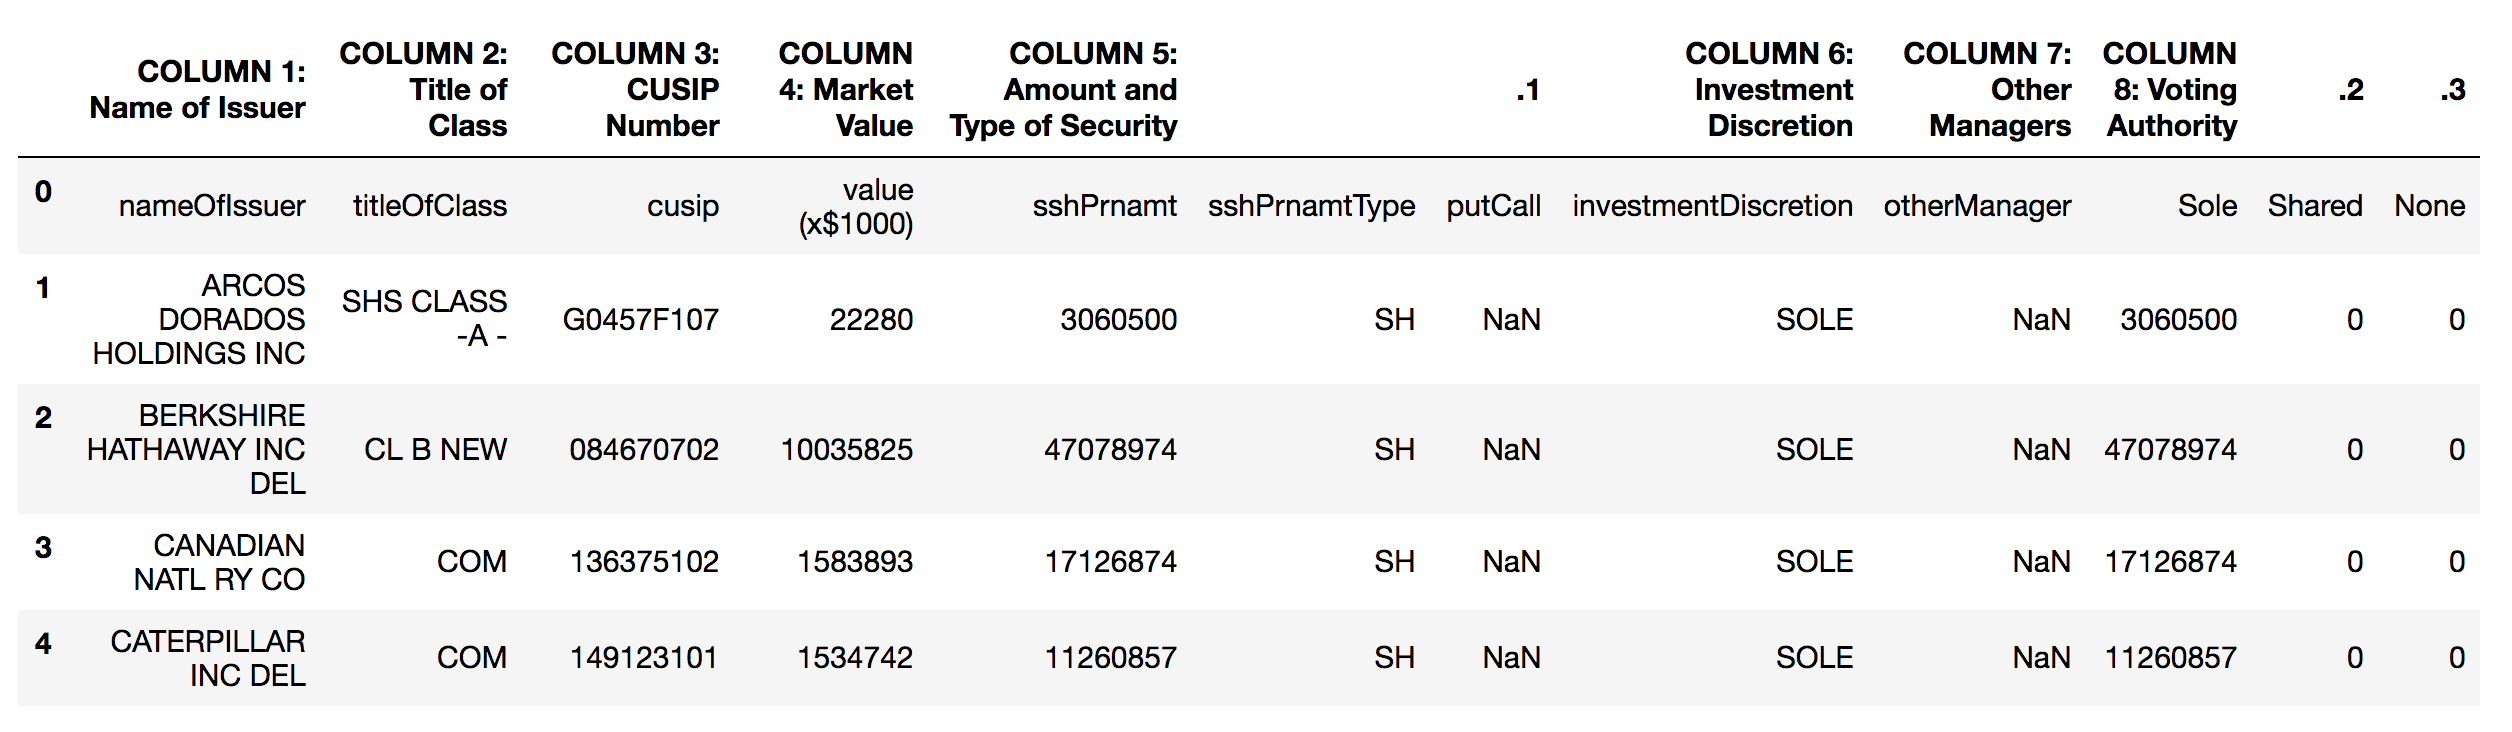 COLUMN 1: Name of Issuer COLUMN 2: Title of Class COLUMN 3: CUSIP Number COLUMN 4: Market Value COLUMN 5: Amount and Type of Security .1 COLUMN 6: Investment Discretion COLUMN 7: Other Managers COLUMN 8: Voting Authority .2 .3
0 nameOfIssuer titleOfClass cusip value (x$1000) sshPrnamt sshPrnamtType putCall investmentDiscretion otherManager Sole Shared None
1 ARCOS DORADOS HOLDINGS INC SHS CLASS -A - G0457F107 22280 3060500 SH NaN SOLE NaN 3060500 0 0
2 BERKSHIRE HATHAWAY INC DEL CL B NEW 084670702 10035825 47078974 SH NaN SOLE NaN 47078974 0 0
3 CANADIAN NATL RY CO COM 136375102 1583893 17126874 SH NaN SOLE NaN 17126874 0 0
4 CATERPILLAR INC DEL COM 149123101 1534742 11260857 SH NaN SOLE NaN 11260857 0 0